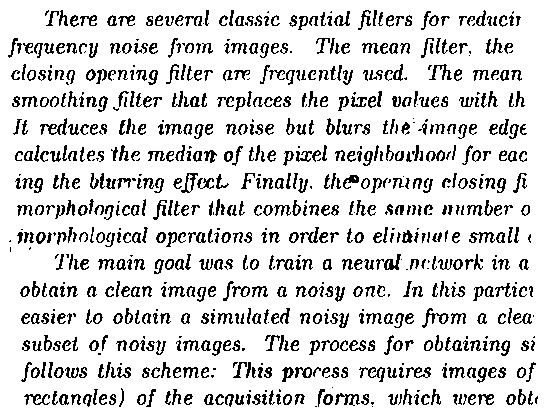 There are several classic spatial filters for reducin
frequency noise from images. The mean filter, the
closing opening filter are frequently used. The mean
smoothing filter that replaces the pixel values with th
It reduces the image noise but blurs the image edge
calculates the median of the pixel neighborhood for eac
ing the blurring effect. Finally, the opening closing fi
morphological filter that combines the same number o
morphological operations in order to eliminate small
The main goal was to train a neural network in a
obtain a clean image from a noisy one. In this partic
easier to obtain a simulated noisy image from a clea
subset of noisy images. The process for obtaining si
follows this scheme: This process requires images of
rectangles) of the acquisition forms, which were obt